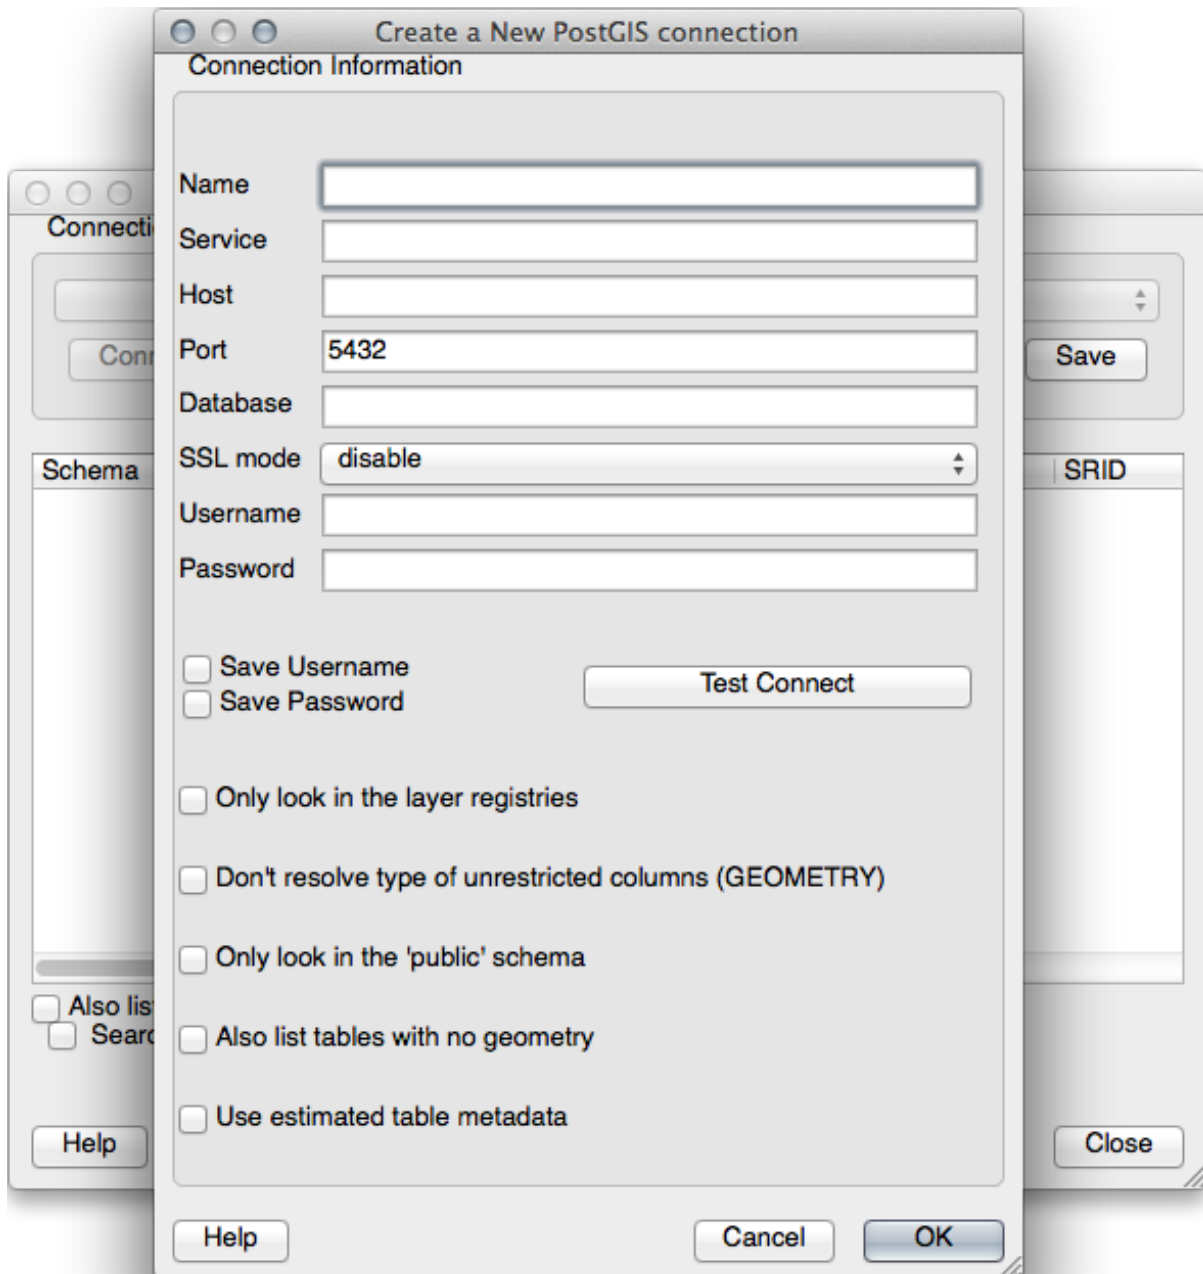 Create a New PostGIS connection
Connection Information
Name
Service
Host
Port 5432
Database
SSL mode disable
Username
Password
Save Username
Test Connect
Save Password
Only look in the layer registries
Don't resolve type of unrestricted columns (GEOMETRY)
Only look in the 'public' schema
Also list tables with no geometry
Use estimated table metadata
Help Cancel OK
Save
Schema SRID
Also
Help Close